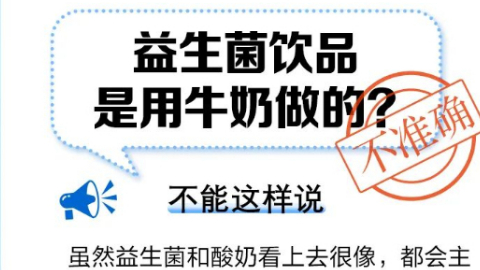 益生菌饮品
是用牛奶做的？
不准确
不能这样说
虽然益生菌和酸奶看上去很像，都会主